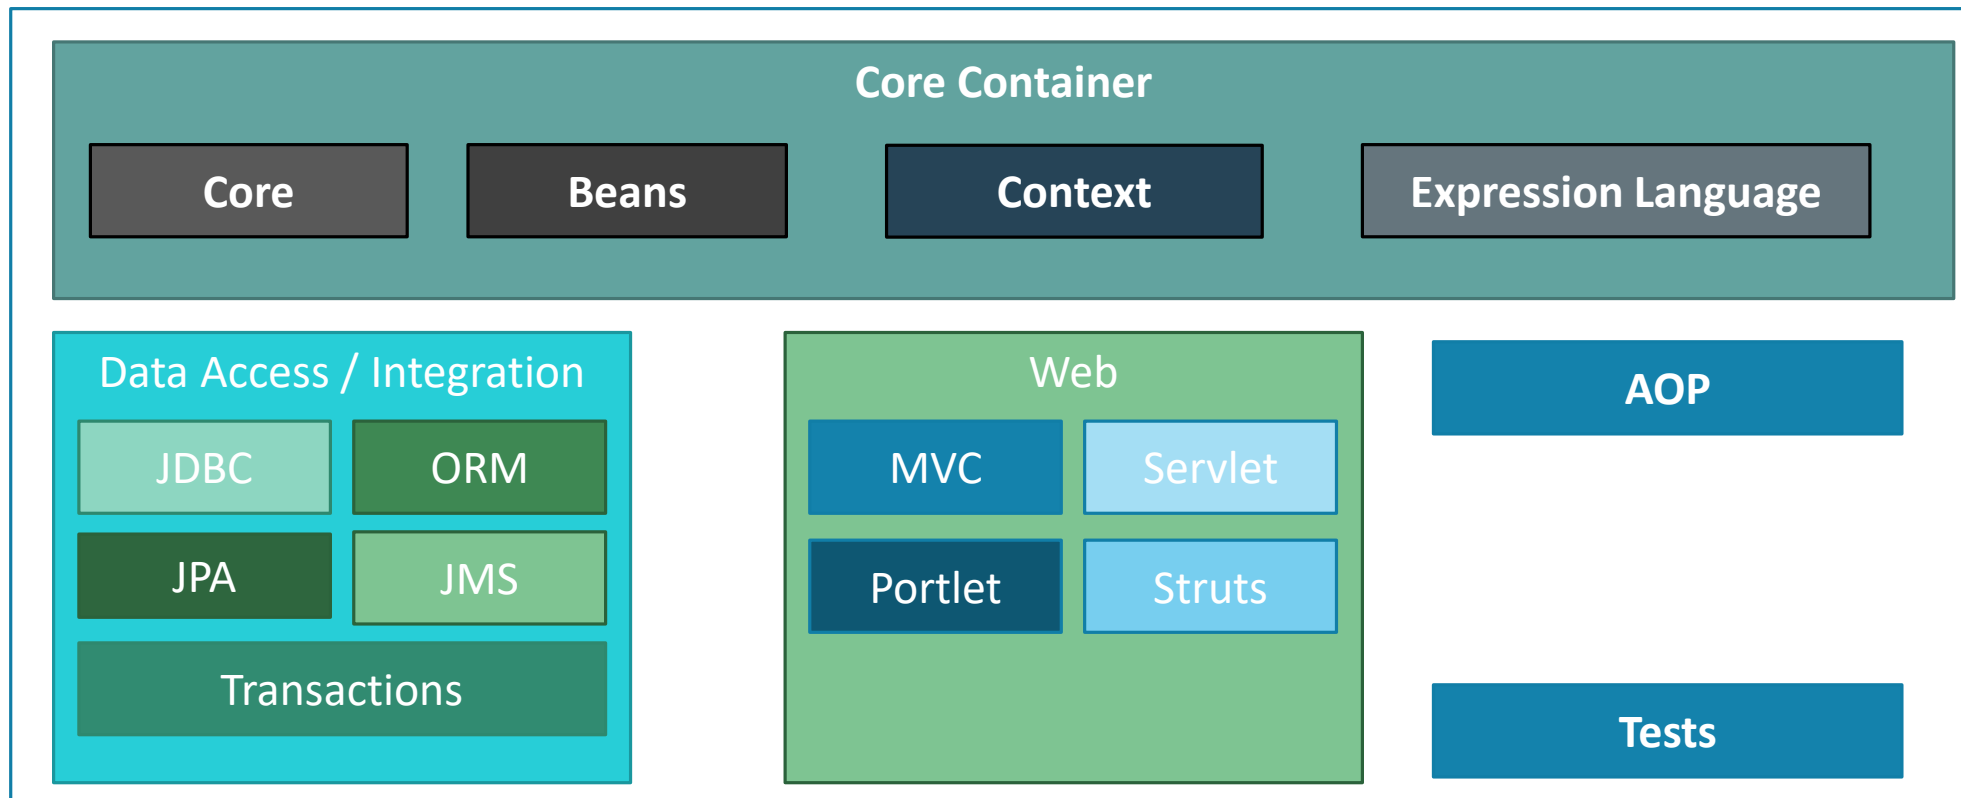 Core Container
Core
Beans
Context
Expression Language
Data Access / Integration
JDBC
ORM
JPA
JMS
Transactions
Web
MVC
Servlet
Portlet
Struts
AOP
Tests